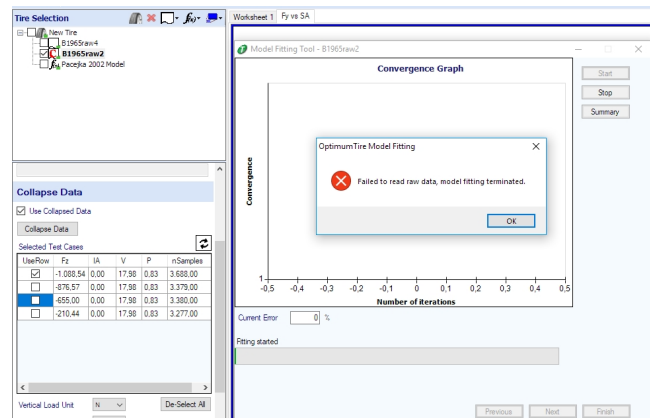 Tire Selection
New Tire
B1965raw4
B1965raw2
Pacejka 2002 Model
Collapse Data
Use Collapsed Data
Collapse Data
Selected Test Cases
UseRow Fz IA V P nSamples
-1.088,54 0,00 17,98 0,83 3.688,00
-876,57 0,00 17,98 0,83 3.379,00
-655,00 0,00 17,98 0,83 3.380,00
-210,44 0,00 17,98 0,83 3.277,00
Vertical Load Unit N De-Select All
Worksheet 1 Fy vs SA
Model Fitting Tool - B1965raw2
Convergence Graph
Start
Stop
Summary
OptimumTire Model Fitting
Failed to read raw data, model fitting terminated.
OK
Convergence
1
-0,5 -0,4 -0,3 -0,2 -0,1 0 0,1 0,2 0,3 0,4 0,5
Number of iterations
Current Error 0 %
Fitting started
Previous Next Finish